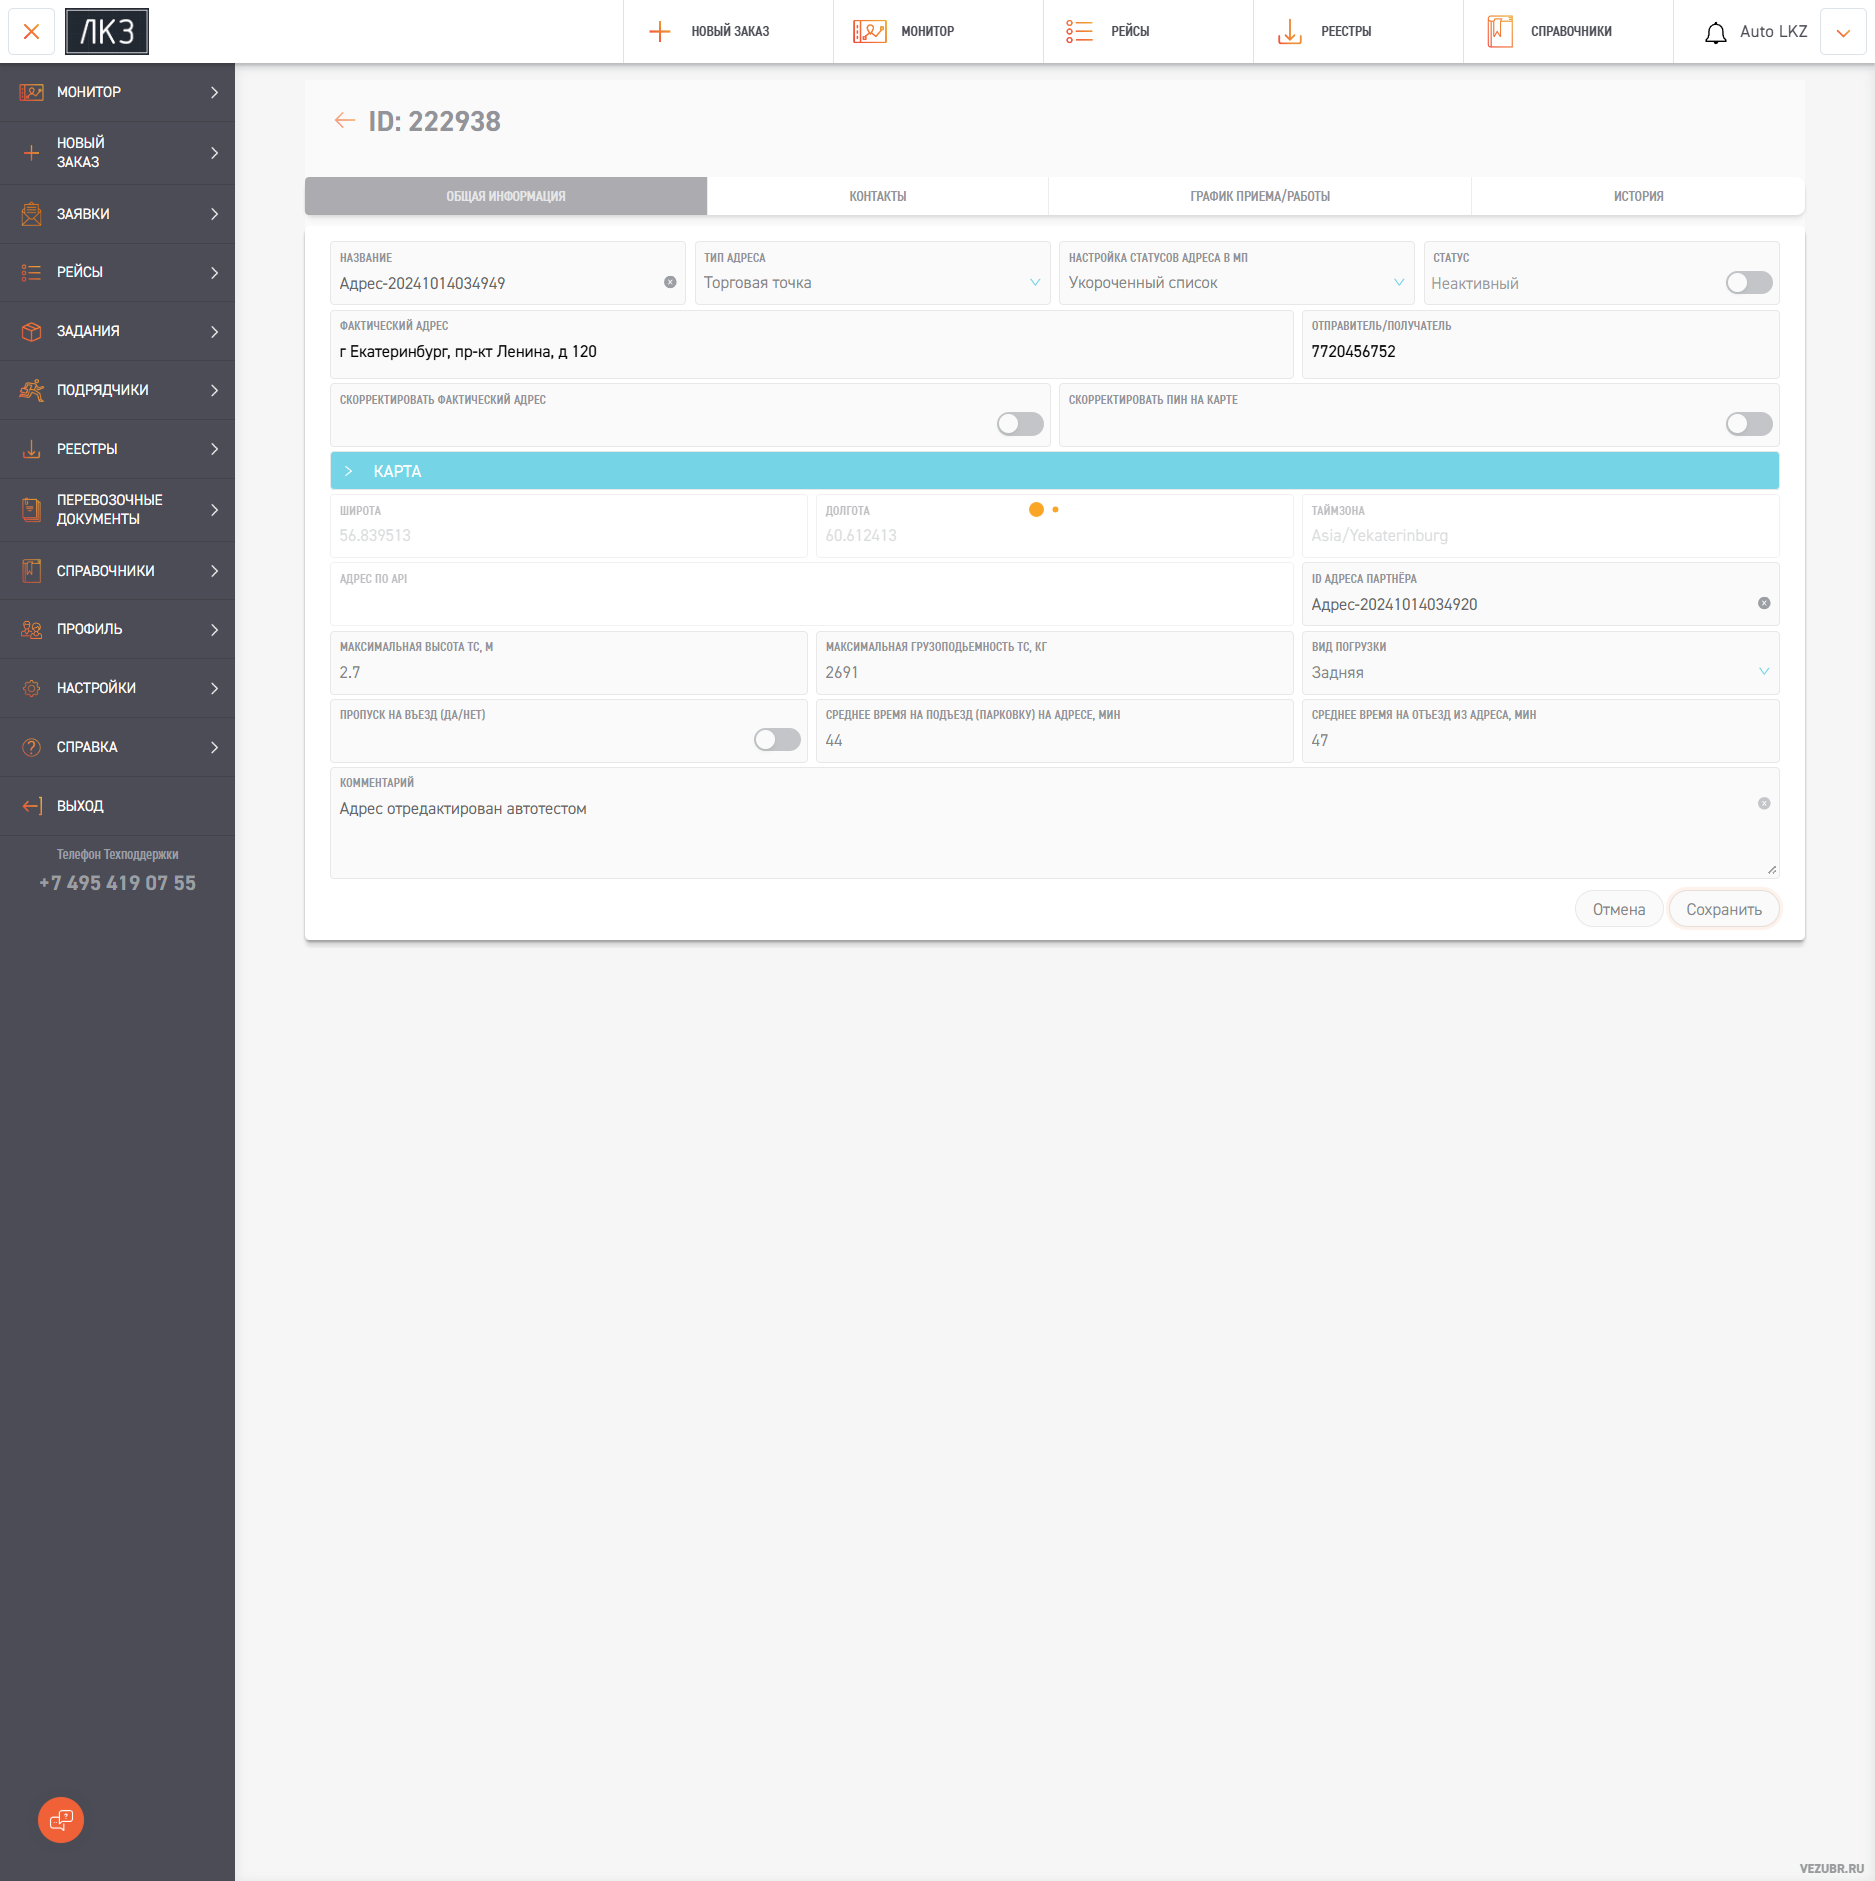 ЛКЗ
НОВЫЙ ЗАКАЗ
МОНИТОР
РЕЙСЫ
РЕЕСТРЫ
СПРАВОЧНИКИ
Auto LKZ
МОНИТОР
НОВЫЙ
ЗАКАЗ
ЗАЯВКИ
РЕЙСЫ
ЗАДАНИЯ
ПОДРЯДЧИКИ
РЕЕСТРЫ
ПЕРЕВОЗОЧНЫЕ
ДОКУМЕНТЫ
СПРАВОЧНИКИ
ПРОФИЛЬ
НАСТРОЙКИ
СПРАВКА
ВЫХОД
Телефон Техподдержки
+7 495 419 07 55
ID: 222938
ОБЩАЯ ИНФОРМАЦИЯ
КОНТАКТЫ
ГРАФИК ПРИЕМА/РАБОТЫ
ИСТОРИЯ
НАЗВАНИЕ
Адрес-20241014034949
ТИП АДРЕСА
Торговая точка
НАСТРОЙКА СТАТУСОВ АДРЕСА В МП
Укороченный список
СТАТУС
Неактивный
ФАКТИЧЕСКИЙ АДРЕС
г Екатеринбург, пр-кт Ленина, д 120
ОТПРАВИТЕЛЬ/ПОЛУЧАТЕЛЬ
7720456752
СКОРРЕКТИРОВАТЬ ФАКТИЧЕСКИЙ АДРЕС
СКОРРЕКТИРОВАТЬ ПИН НА КАРТЕ
КАРТА
ШИРОТА
56.839513
ДОЛГОТА
60.612413
ТАЙМЗОНА
Asia/Yekaterinburg
АДРЕС ПО API
ID АДРЕСА ПАРТНЁРА
Адрес-20241014034920
МАКСИМАЛЬНАЯ ВЫСОТА ТС, М
2.7
МАКСИМАЛЬНАЯ ГРУЗОПОДЬЕМНОСТЬ ТС, КГ
2691
ВИД ПОГРУЗКИ
Задняя
ПРОПУСК НА ВЪЕЗД (ДА/НЕТ)
СРЕДНЕЕ ВРЕМЯ НА ПОДЪЕЗД (ПАРКОВКУ) НА АДРЕСЕ, МИН
44
СРЕДНЕЕ ВРЕМЯ НА ОТЪЕЗД ИЗ АДРЕСА, МИН
47
КОММЕНТАРИЙ
Адрес отредактирован автотестом
Отмена
Сохранить
VEZUBR.RU